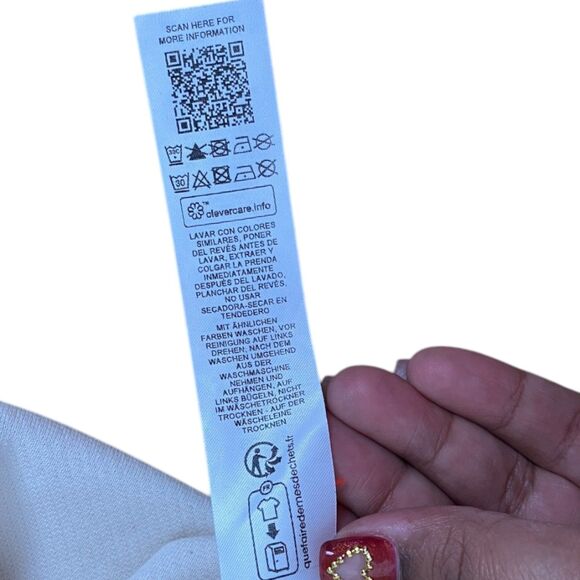 SCAN HERE FOR
MORE INFORMATION
30C
30
™
clevercare.info
LAVAR CON COLORES
SIMILARES, PONER
DEL REVÉS ANTES DE
LAVAR, EXTRAER Y
COLGAR LA PRENDA
INMEDIATAMENTE
DESPUÉS DEL LAVADO,
PLANCHAR DEL REVÉS.
NO USAR
SECADORA-SECAR EN
TENDEDERO
MIT ÄHNLICHEN
FARBEN WASCHEN, VOR
REINIGUNG AUF LINKS
DREHEN, NACH DEM
WASCHEN UMGEHEND
AUS DER
WASCHMASCHINE
NEHMEN UND
AUFHÄNGEN, AUF
LINKS BÜGELN, NICHT
IM WÄSCHETROCKNER
TROCKNEN - AUF DER
WÄSCHELEINE
TROCKNEN
FR
quefairedemesdechets.fr